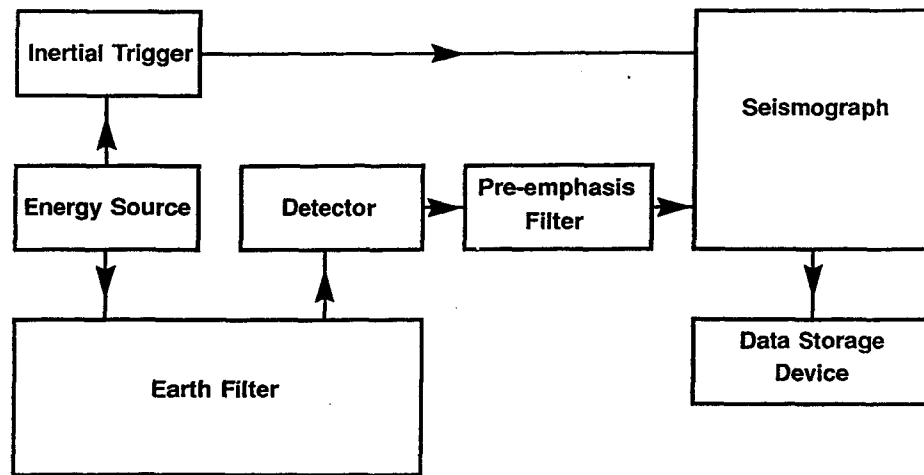 Inertial Trigger
Seismograph
Energy Source
Detector
Pre-emphasis
Filter
Earth Filter
Data Storage
Device